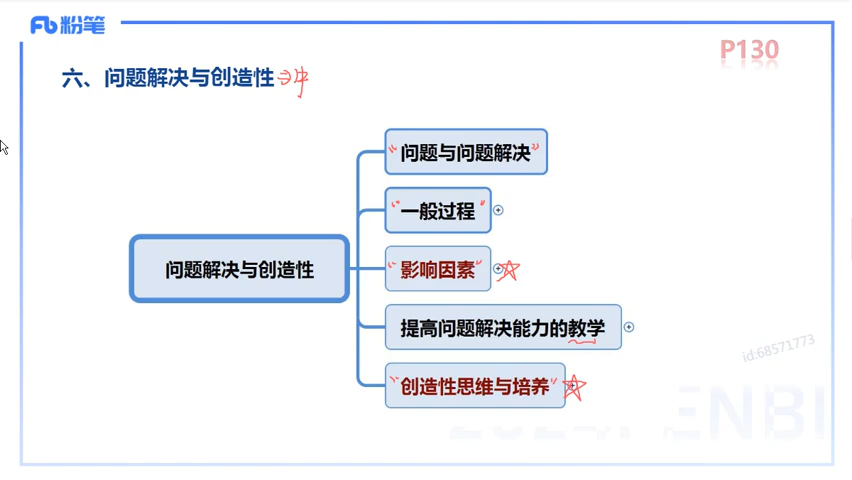 粉笔
P130
六、问题解决与创造性
问题与问题解决
一般过程
问题解决与创造性
影响因素
提高问题解决能力的教学
创造性思维与培养
id:68571773
ENBI